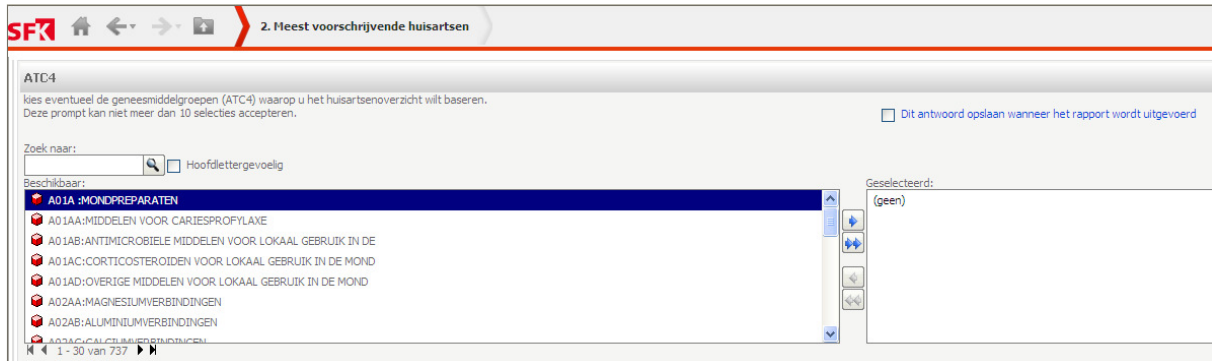 SFK
2. Meest voorschrijvende huisartsen
ATC4
kies eventueel de geneesmiddelgroepen (ATC4) waarop u het huisartsenoverzicht wilt baseren.
Deze prompt kan niet meer dan 10 selecties accepteren.
Dit antwoord opslaan wanneer het rapport wordt uitgevoerd
Zoek naar:
Hoofdlettergevoelig
Beschikbaar:
Geselecteerd:
A01A :MONDPREPARATEN
(geen)
A01AA:MIDDELEN VOOR CARIESPROFYLAXE
A01AB:ANTIMICROBIELE MIDDELEN VOOR LOKAAL GEBRUIK IN DE
A01AC:CORTICOSTEROIDEN VOOR LOKAAL GEBRUIK IN DE MOND
A01AD:OVERIGE MIDDELEN VOOR LOKAAL GEBRUIK IN DE MOND
A02AA:MAGNESIUMVERBINDINGEN
A02AB:ALUMINIUMVERBINDINGEN
A02AC:CALCIUMVERBINDINGEN
1 - 30 van 737